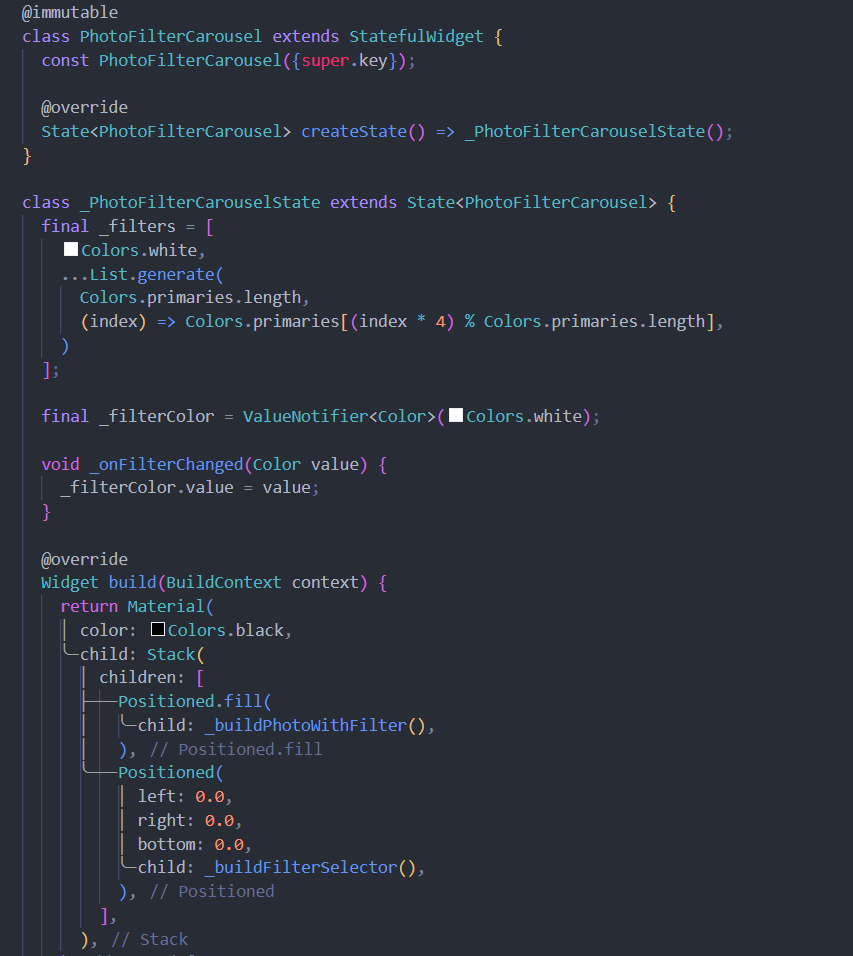 @immutable
class PhotoFilterCarousel extends StatefulWidget {
  const PhotoFilterCarousel({super.key});

  @override
  State<PhotoFilterCarousel> createState() => _PhotoFilterCarouselState();
}

class _PhotoFilterCarouselState extends State<PhotoFilterCarousel> {
  final _filters = [
    Colors.white,
    ...List.generate(
      Colors.primaries.length,
      (index) => Colors.primaries[(index * 4) % Colors.primaries.length],
    )
  ];

  final _filterColor = ValueNotifier<Color>(Colors.white);

  void _onFilterChanged(Color value) {
    _filterColor.value = value;
  }

  @override
  Widget build(BuildContext context) {
    return Material(
      color: Colors.black,
      child: Stack(
        children: [
          Positioned.fill(
            child: _buildPhotoWithFilter(),
          ), // Positioned.fill
          Positioned(
            left: 0.0,
            right: 0.0,
            bottom: 0.0,
            child: _buildFilterSelector(),
          ), // Positioned
        ],
      ), // Stack